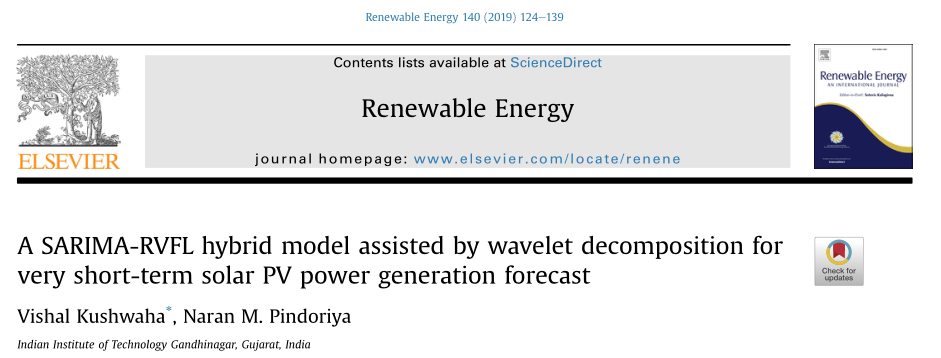 Renewable Energy 140 (2019) 124–139
Contents lists available at ScienceDirect
Renewable Energy
journal homepage: www.elsevier.com/locate/renene
ELSEVIER
Renewable Energy
AN INTERNATIONAL JOURNAL
A SARIMA-RVFL hybrid model assisted by wavelet decomposition for
very short-term solar PV power generation forecast
Check for
updates
Vishal Kushwaha*, Naran M. Pindoriya
Indian Institute of Technology Gandhinagar, Gujarat, India